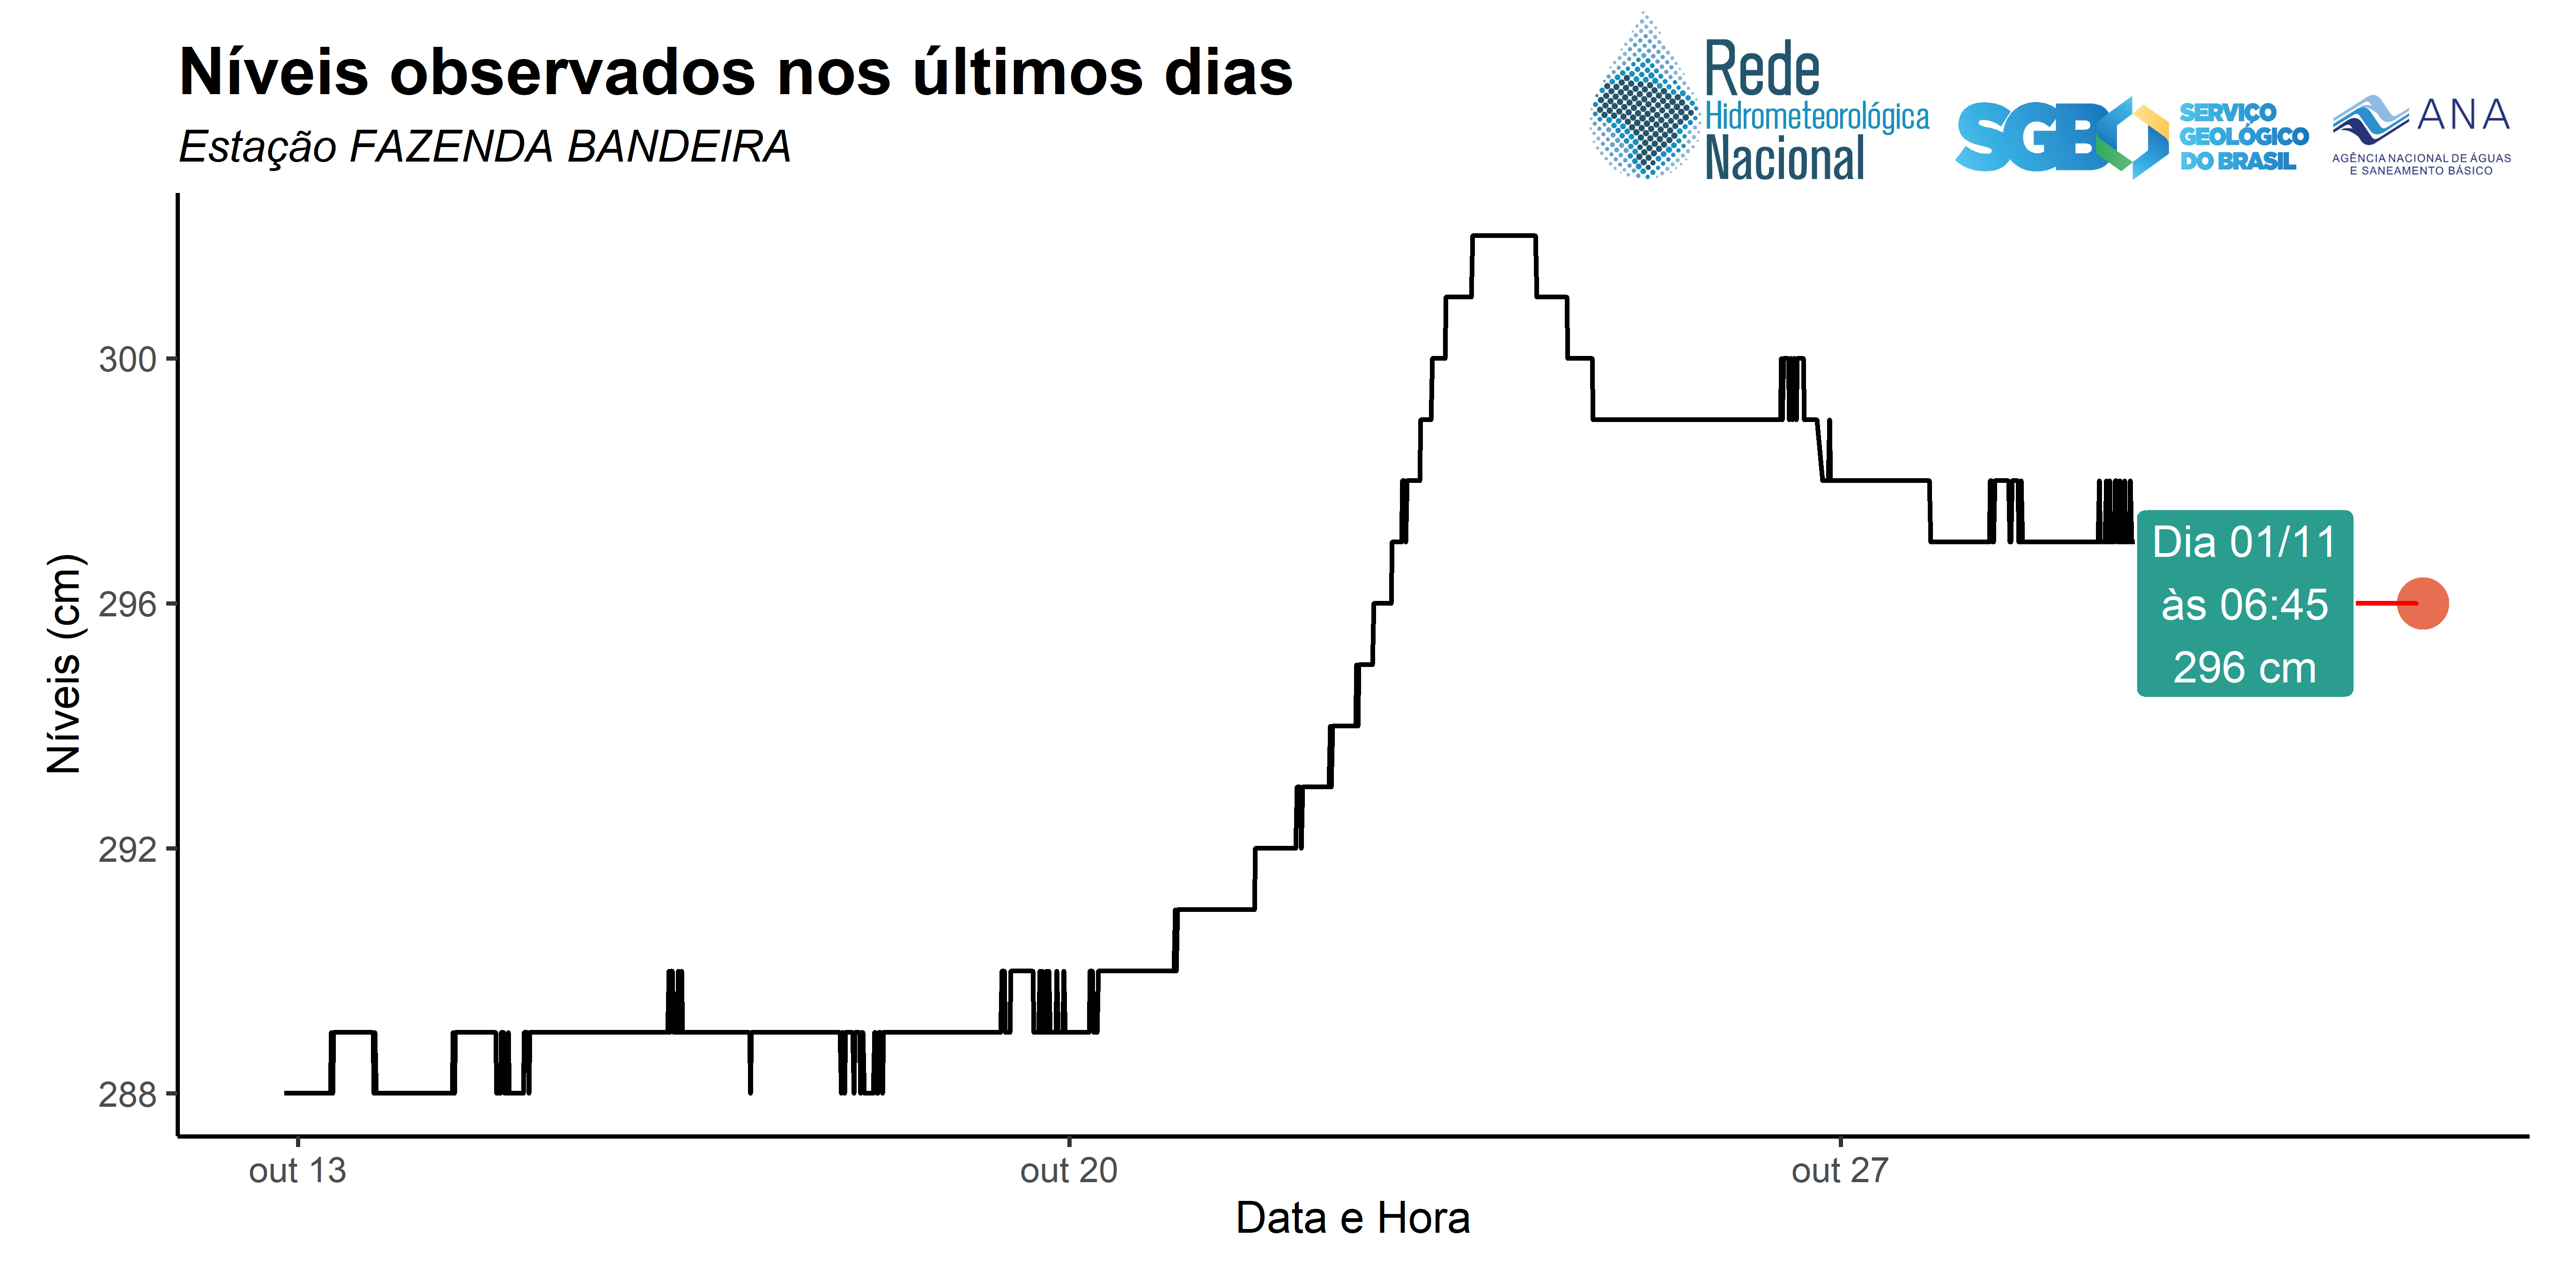 Níveis observados nos últimos dias
Estação FAZENDA BANDEIRA
Rede
Hidrometeorológica
Nacional
SGB
SERVIÇO
GEOLÓGICO
DO BRASIL
ANA
AGÊNCIA NACIONAL DE ÁGUAS
E SANEAMENTO BÁSICO
Níveis (cm)
300
296
292
288
Dia 01/11
às 06:45
296 cm
out 13
out 20
out 27
Data e Hora